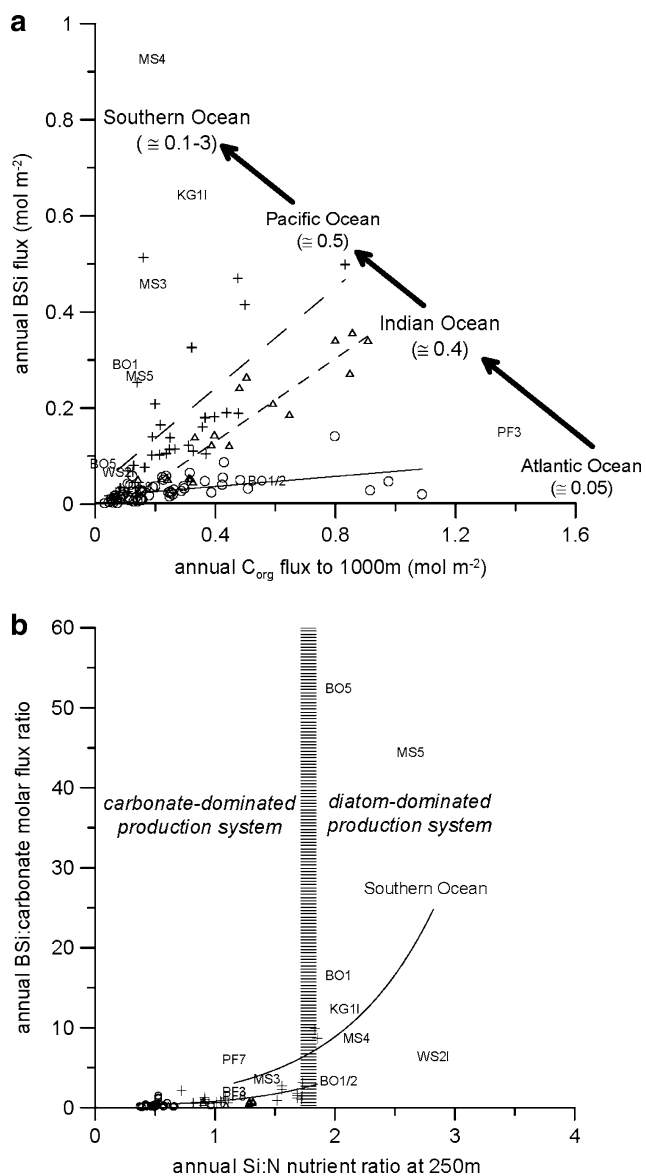 a
1
MS4
0.8
Southern Ocean
(≅ 0.1-3)
KG1I
0.6
Pacific Ocean
(≅ 0.5)
annual BSi flux (mol m⁻²)
MS3
0.4
Indian Ocean
(≅ 0.4)
BO1
MS5
0.2
PF3
BO5
WS2I
BO1/2
Atlantic Ocean
(≅ 0.05)
0
0 0.4 0.8 1.2 1.6
annual Corg flux to 1000m (mol m⁻²)
b
60
BO5
50
MS5
annual BSi:carbonate molar flux ratio
40
carbonate-dominated production system
diatom-dominated production system
30
Southern Ocean
20
BO1
KG1I
10
MS4
PF7
WS2I
MS3
BO1/2
PF3
0
0 1 2 3 4
annual Si:N nutrient ratio at 250m